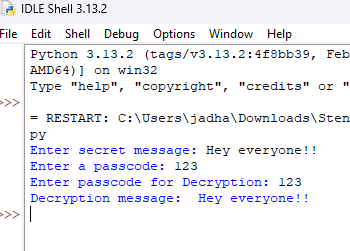 IDLE Shell 3.13.2
File Edit Shell Debug Options Window Help
Python 3.13.2 (tags/v3.13.2:4f8bb39, Feb
AMD64)] on win32
Type "help", "copyright", "credits" or "
>>>
= RESTART: C:\Users\jadha\Downloads\Sten
py
Enter secret message: Hey everyone!!
Enter a passcode: 123
Enter passcode for Decryption: 123
Decryption message:  Hey everyone!!
>>>